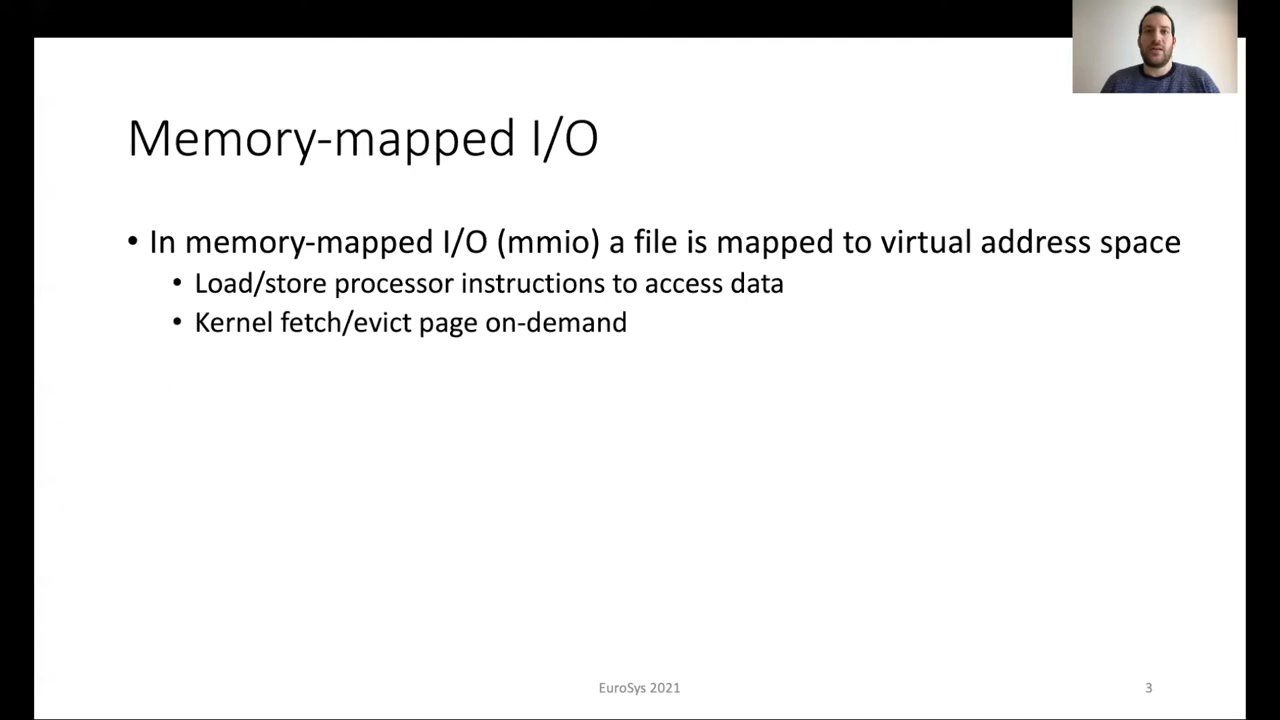 Memory-mapped I/O
• In memory-mapped I/O (mmio) a file is mapped to virtual address space
• Load/store processor instructions to access data
• Kernel fetch/evict page on-demand
EuroSys 2021
3